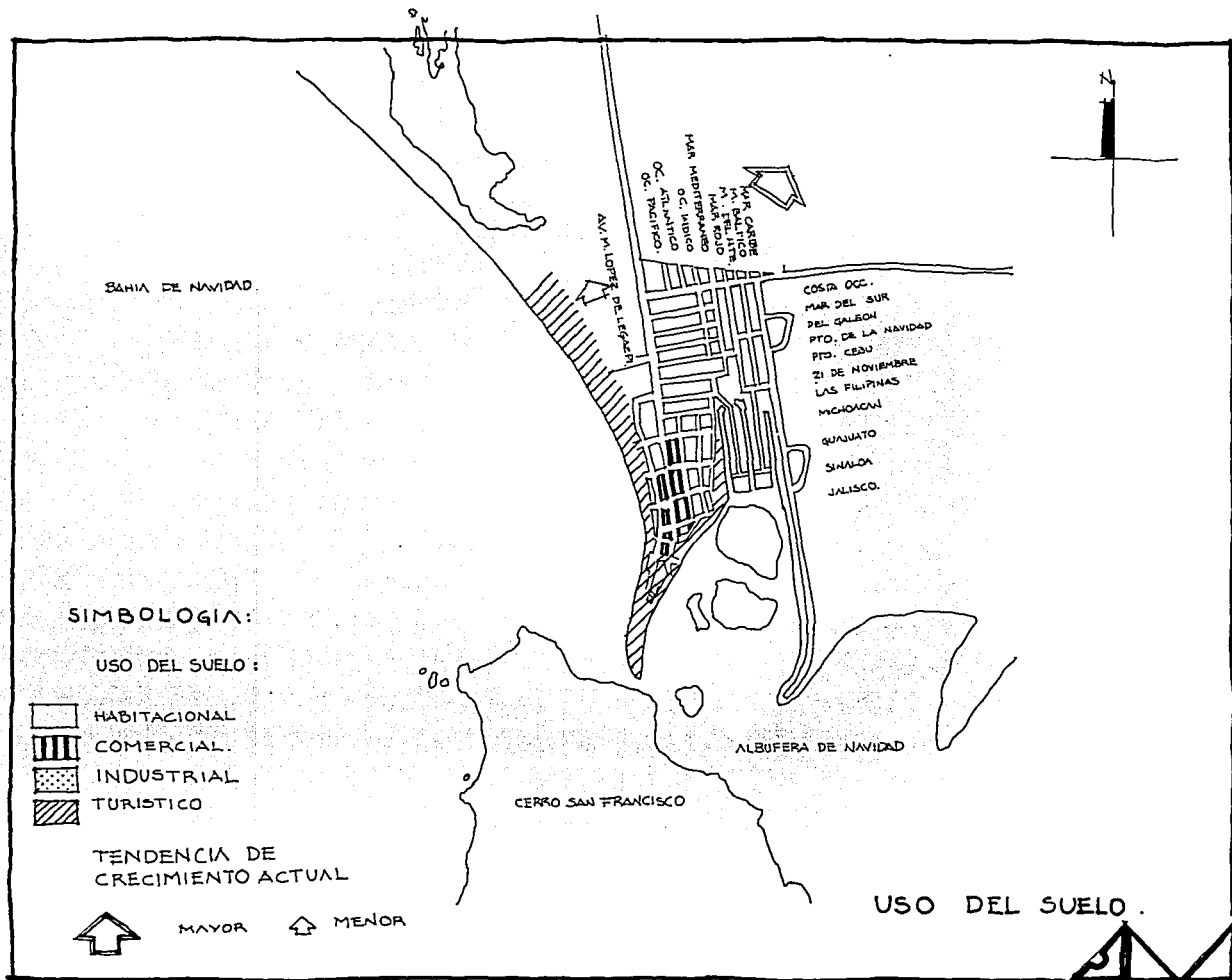 N
MAR CARIBE
M. BALTICO
M. DEL NTE.
MAR ROJO
MAR MEDITERRANEO
OC. INDICO
OC. ATLANTICO
OC. PACIFICO.
AV. M. LOPEZ DE LEGAZPI
BAHIA DE NAVIDAD.
COSTA OCC.
MAR DEL SUR
DEL GALEON
PTO. DE LA NAVIDAD
PTO. CEBU
21 DE NOVIEMBRE
LAS FILIPINAS
MICHOACAN
GUAJUATO
SINALOA
JALISCO.
SIMBOLOGIA:
USO DEL SUELO:
HABITACIONAL
COMERCIAL.
INDUSTRIAL
TURISTICO
TENDENCIA DE
CRECIMIENTO ACTUAL
MAYOR MENOR
ALBUFERA DE NAVIDAD
CERRO SAN FRANCISCO
USO DEL SUELO.